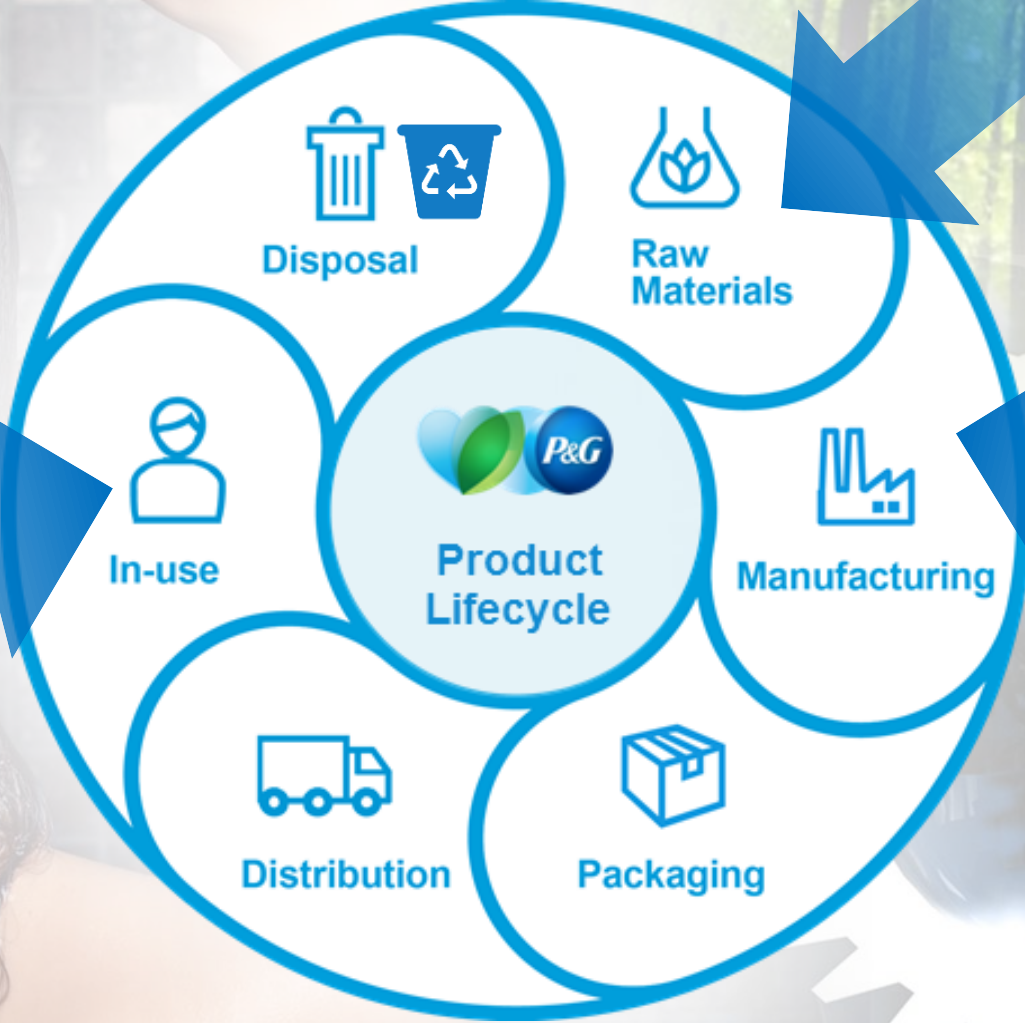 Disposal
Raw
Materials
P&G
Product
Lifecycle
In-use
Manufacturing
Distribution
Packaging